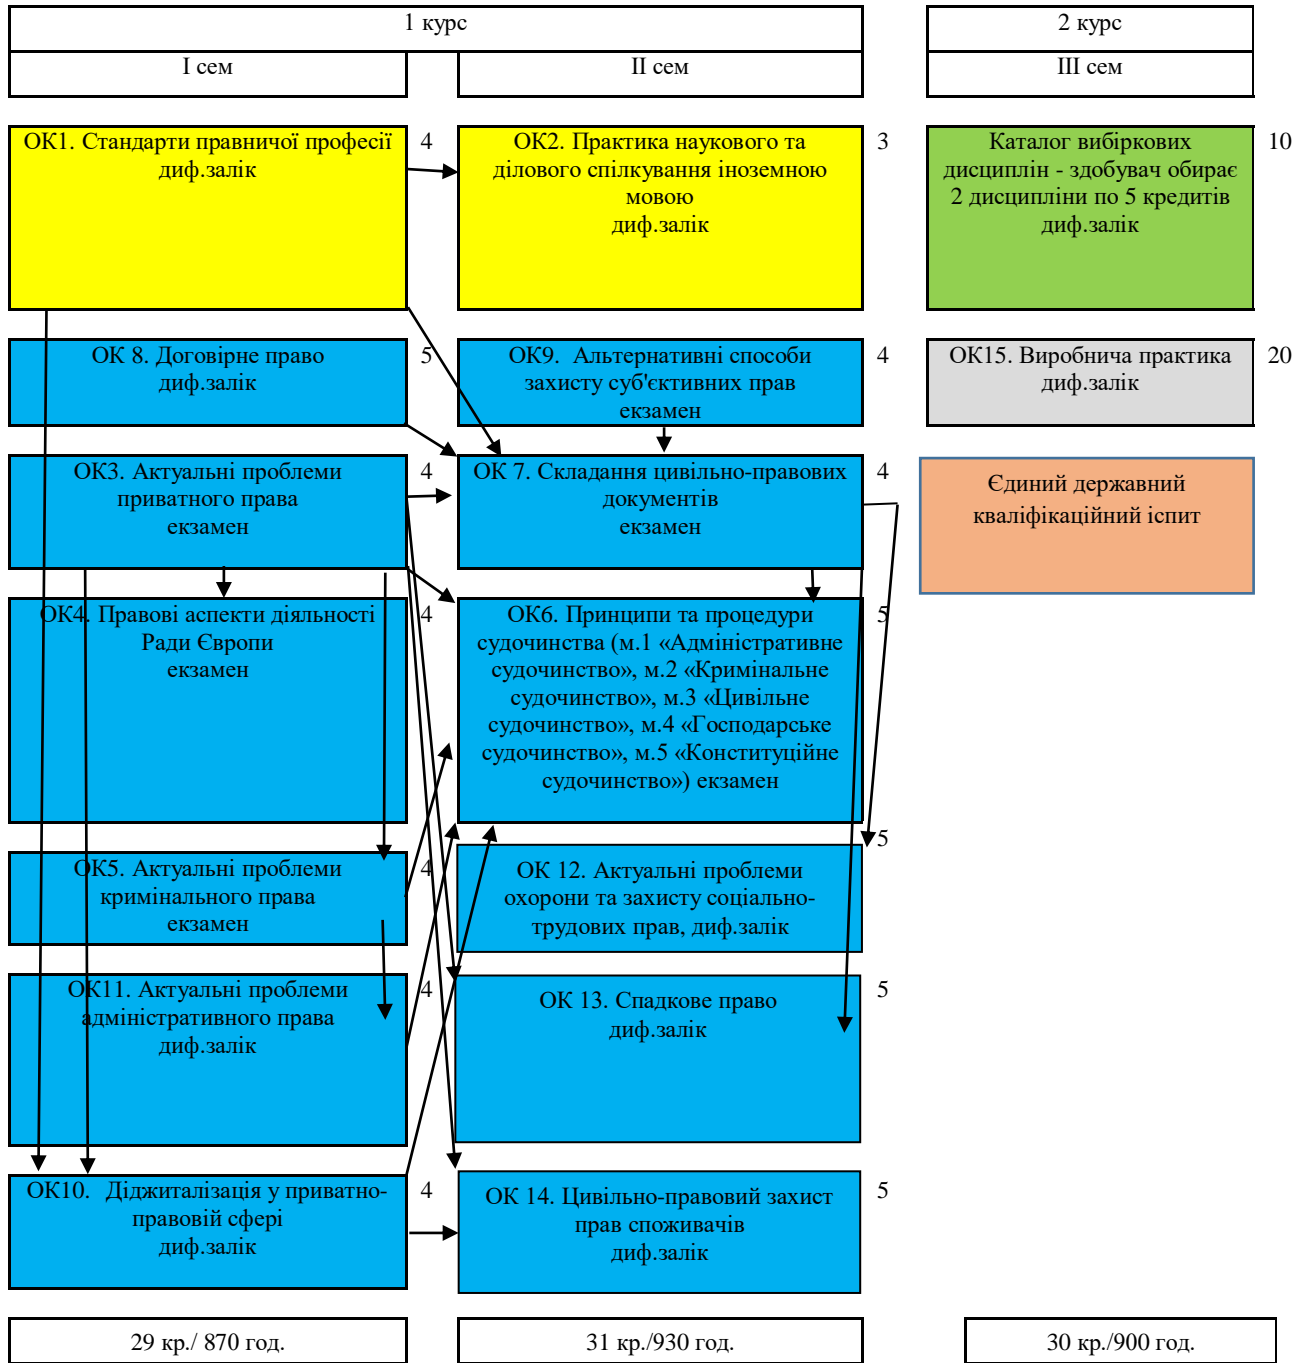 1 курс
2 курс
I сем
II сем
III сем
ОК1. Стандарти правничої професії
диф.залік
4
ОК2. Практика наукового та
ділового спілкування іноземною
мовою
диф.залік
3
Каталог вибіркових
дисциплін - здобувач обирає
2 дисципліни по 5 кредитів
диф.залік
10
ОК 8. Договірне право
диф.залік
5
ОК9. Альтернативні способи
захисту суб'єктивних прав
екзамен
4
ОК15. Виробнича практика
диф.залік
20
ОК3. Актуальні проблеми
приватного права
екзамен
4
ОК 7. Складання цивільно-правових
документів
екзамен
4
Єдиний державний
кваліфікаційний іспит
ОК4. Правові аспекти діяльності
Ради Європи
екзамен
4
ОК6. Принципи та процедури
судочинства (м.1 «Адміністративне
судочинство», м.2 «Кримінальне
судочинство», м.3 «Цивільне
судочинство», м.4 «Господарське
судочинство», м.5 «Конституційне
судочинство») екзамен
5
ОК5. Актуальні проблеми
кримінального права
екзамен
4
ОК 12. Актуальні проблеми
охорони та захисту соціально-
трудових прав, диф.залік
5
ОК11. Актуальні проблеми
адміністративного права
диф.залік
4
ОК 13. Спадкове право
диф.залік
5
ОК10. Діджиталізація у приватно-
правовій сфері
диф.залік
4
ОК 14. Цивільно-правовий захист
прав споживачів
диф.залік
5
29 кр./ 870 год.
31 кр./930 год.
30 кр./900 год.